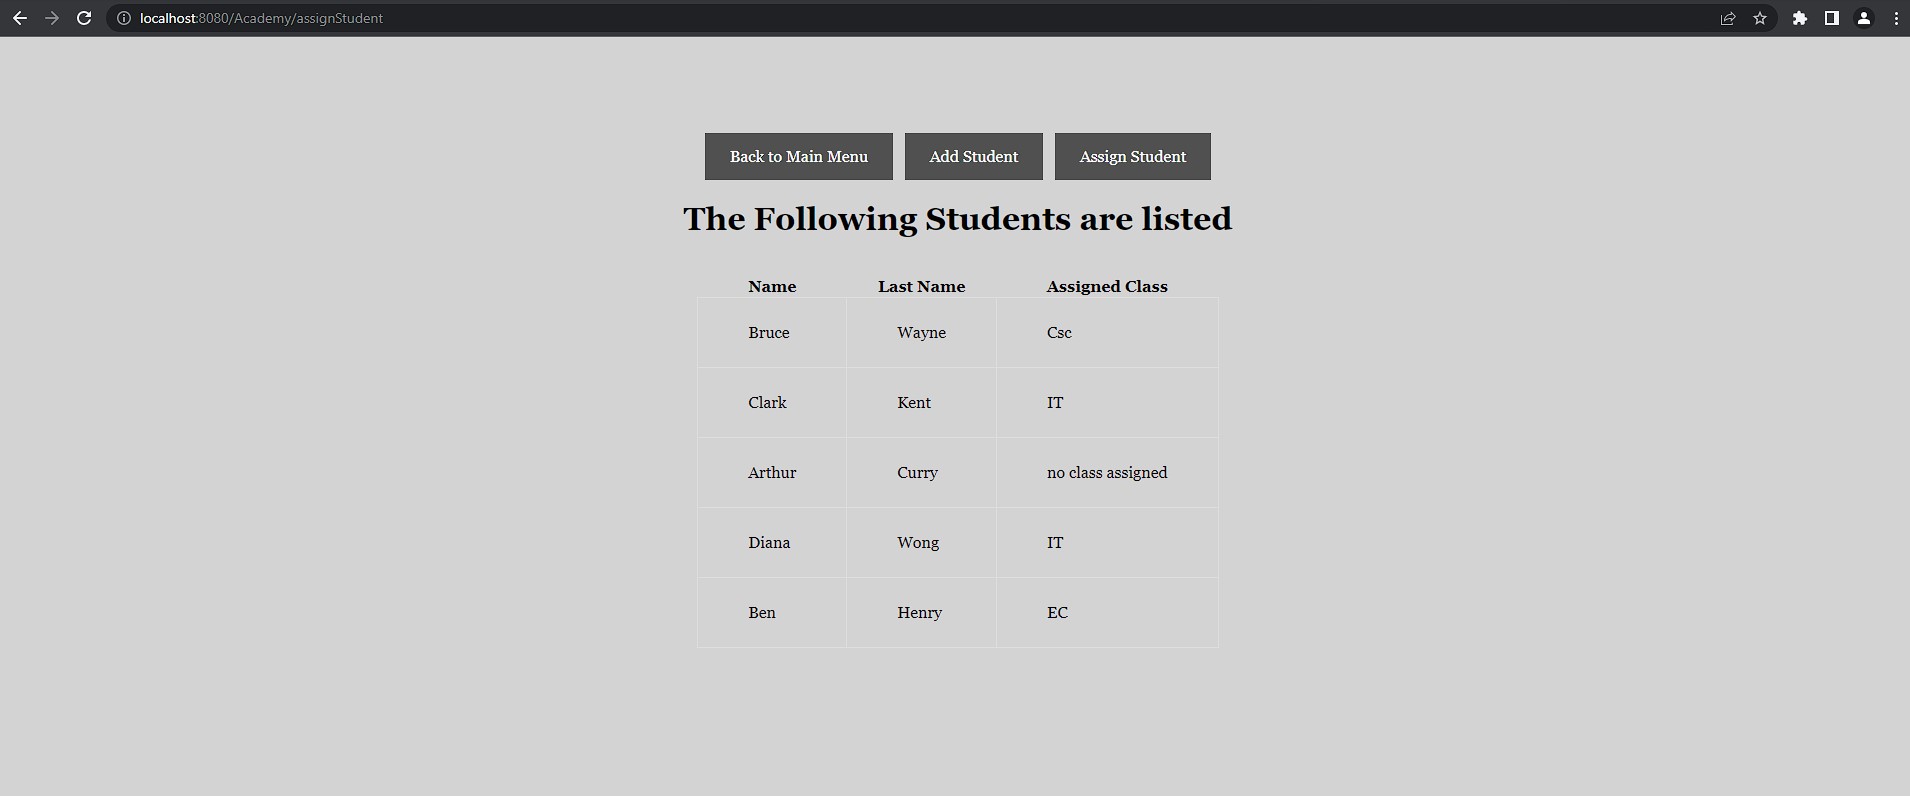 localhost:8080/Academy/assignStudent
Back to Main Menu Add Student Assign Student
The Following Students are listed
Name Last Name Assigned Class
Bruce Wayne Csc
Clark Kent IT
Arthur Curry no class assigned
Diana Wong IT
Ben Henry EC